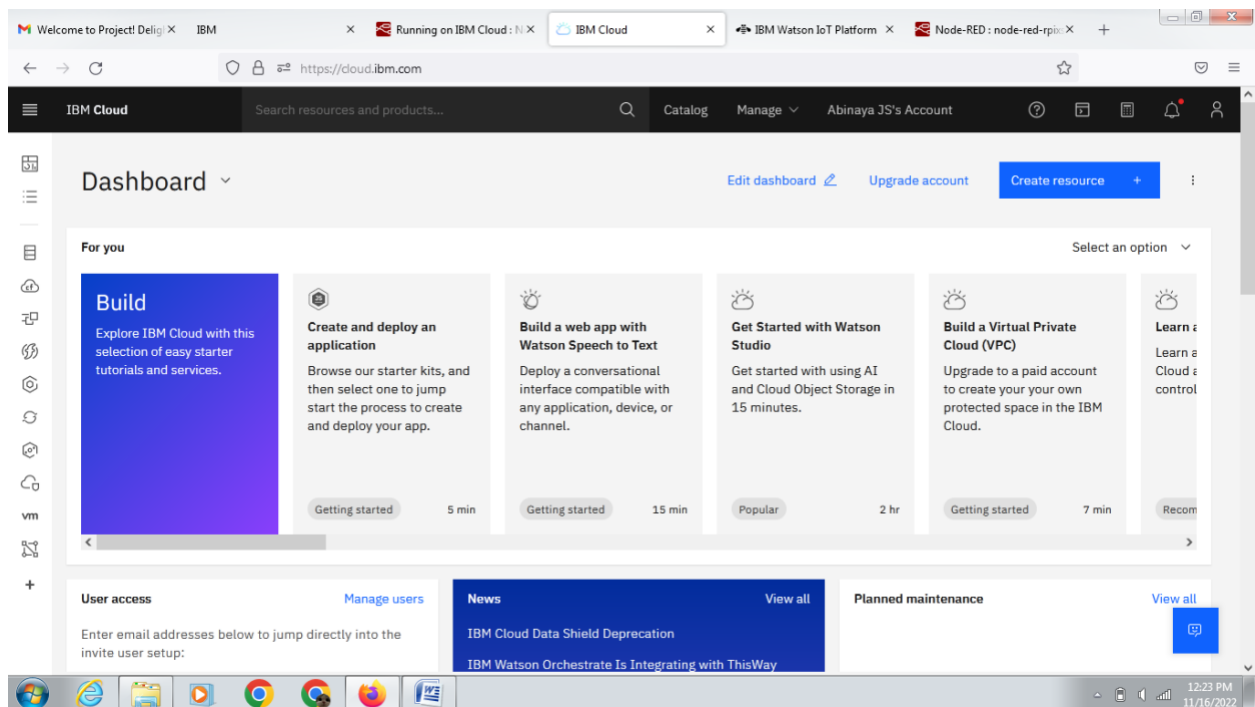 Welcome to Project! Deligl
IBM
Running on IBM Cloud : N
IBM Cloud
IBM Watson IoT Platform
Node-RED : node-red-rpix
https://cloud.ibm.com
IBM Cloud
Search resources and products...
Catalog
Manage
Abinaya JS's Account
Dashboard
Edit dashboard
Upgrade account
Create resource +
For you
Select an option
Build
Explore IBM Cloud with this
selection of easy starter
tutorials and services.
Create and deploy an
application
Browse our starter kits, and
then select one to jump
start the process to create
and deploy your app.
Getting started
5 min
Build a web app with
Watson Speech to Text
Deploy a conversational
interface compatible with
any application, device, or
channel.
Getting started
15 min
Get Started with Watson
Studio
Get started with using AI
and Cloud Object Storage in
15 minutes.
Popular
2 hr
Build a Virtual Private
Cloud (VPC)
Upgrade to a paid account
to create your your own
protected space in the IBM
Cloud.
Getting started
7 min
Learn a
Learn a
Cloud a
control
Recom
vm
User access
Manage users
Enter email addresses below to jump directly into the
invite user setup:
News
View all
IBM Cloud Data Shield Deprecation
IBM Watson Orchestrate Is Integrating with ThisWay
Planned maintenance
View all
12:23 PM
11/16/2022